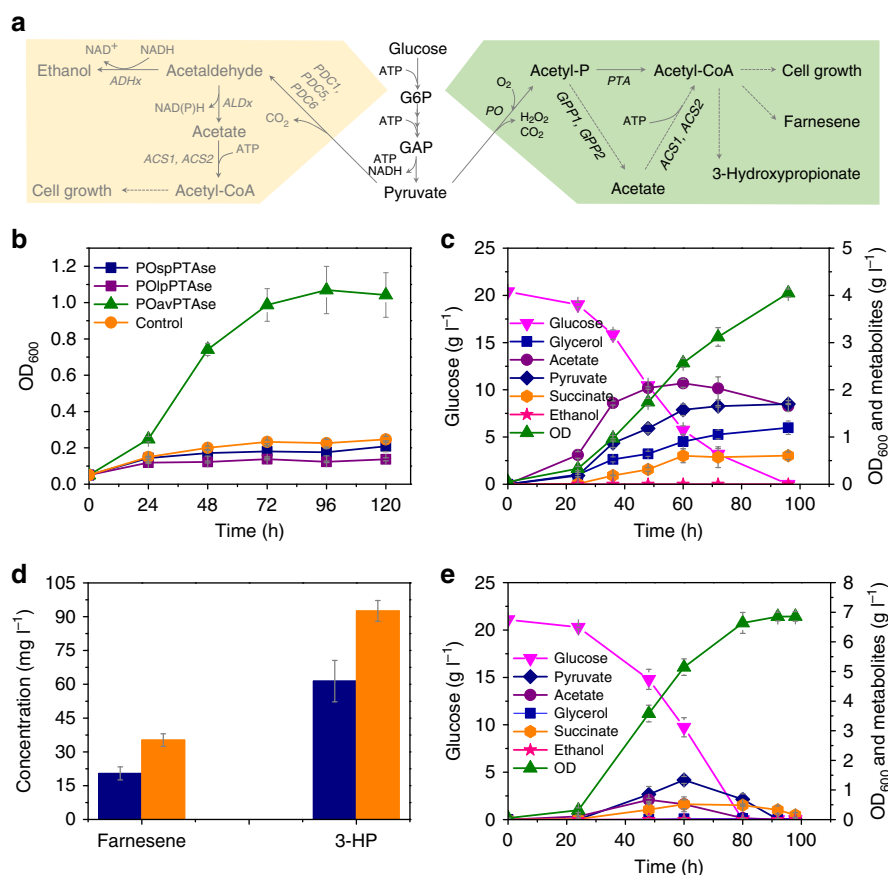 a
NAD+ NADH
Ethanol ADHx Acetaldehyde
NAD(P)H ALDx
Acetate
ACS1, ACS2 ATP
Cell growth Acetyl-CoA
PDC1,
PDC5,
PDC6
CO2
Glucose
ATP
G6P
ATP
GAP
ATP
NADH
Pyruvate
O2
PO
H2O2
CO2
Acetyl-P PTA Acetyl-CoA Cell growth
GPP1, GPP2
ATP
ACS1, ACS2
Farnesene
3-Hydroxypropionate
Acetate
b
OD600
1.2
1.0
0.8
0.6
0.4
0.2
0.0
POspPTAse
POlpPTAse
POavPTAse
Control
0 24 48 72 96 120
Time (h)
c
Glucose (g l−1)
25
20
15
10
5
0
Glucose
Glycerol
Acetate
Pyruvate
Succinate
Ethanol
OD
5
4
3
2
1
0
OD600 and metabolites (g l−1)
0 20 40 60 80 100
Time (h)
d
Concentration (mg l−1)
105
90
75
60
45
30
15
0
Farnesene 3-HP
e
Glucose (g l−1)
25
20
15
10
5
0
Glucose
Pyruvate
Acetate
Glycerol
Succinate
Ethanol
OD
8
7
6
5
4
3
2
1
0
OD600 and metabolites (g l−1)
0 20 40 60 80 100
Time (h)